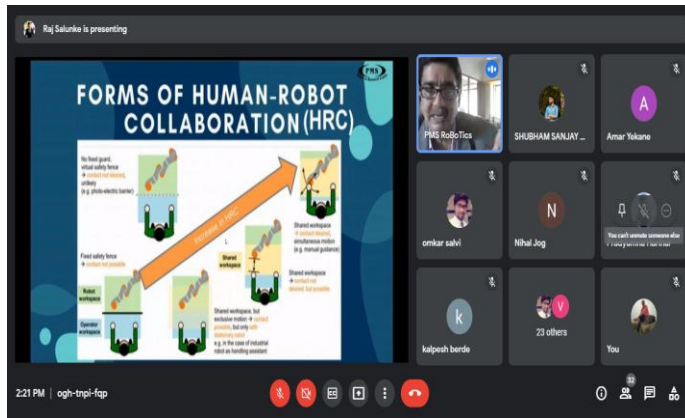 Raj Salunke is presenting
PMS
FORMS OF HUMAN-ROBOT
COLLABORATION (HRC)
No fixed guard,
virtual safety fence
→ contact not desired,
unlikely
(e.g. photo-electric barrier)
Increase in HRC
Fixed safety fence
→ contact not possible
Robot
workspace
Operator
workspace
Shared
workspace
Shared workspace, but
exclusive motion → contact
possible, but only with
stationary robot
e.g. in the case of industrial
robot as handling assistant
Shared workspace
→ contact desired,
simultaneous motion
(e.g. manual guidance)
Shared workspace
→ contact not
desired, but possible
PMS RoBoTics
SHUBHAM SANJAY ...
A
Amar Yekane
omkar salvi
N
Nihal Jog
You can't unmute someone else
k
kalpesh berde
V
23 others
You
2:21 PM | ogh-tnpi-fqp
32